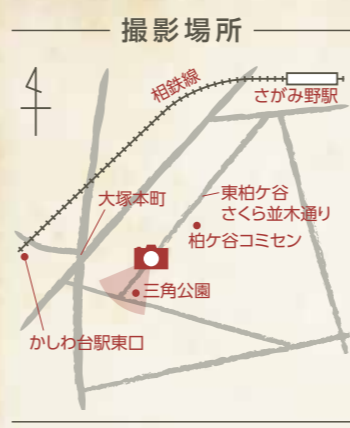 撮影場所
相鉄線
さがみ野駅
大塚本町
東柏ケ谷
さくら並木通り
柏ケ谷コミセン
三角公園
かしわ台駅東口